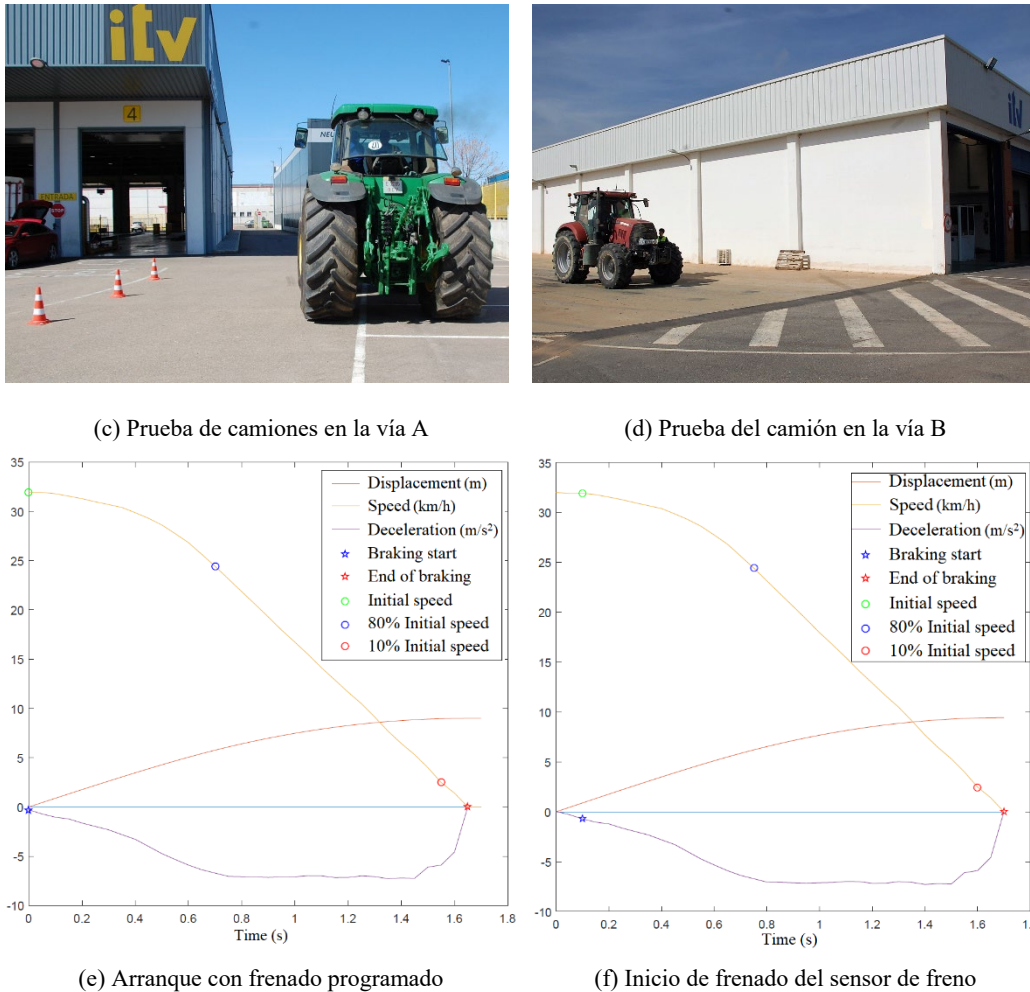 itv
4
ENTRADA
NEU
itv
(c) Prueba de camiones en la vía A
(d) Prueba del camión en la vía B
35
30
25
20
15
10
5
0
-5
-10
0
0.2
0.4
0.6
0.8
1
1.2
1.4
1.6
1.8
Time (s)
Displacement (m)
Speed (km/h)
Deceleration (m/s²)
Braking start
End of braking
Initial speed
80% Initial speed
10% Initial speed
35
30
25
20
15
10
5
0
-5
-10
0
0.2
0.4
0.6
0.8
1
1.2
1.4
1.6
1.8
Time (s)
Displacement (m)
Speed (km/h)
Deceleration (m/s²)
Braking start
End of braking
Initial speed
80% Initial speed
10% Initial speed
(e) Arranque con frenado programado
(f) Inicio de frenado del sensor de freno